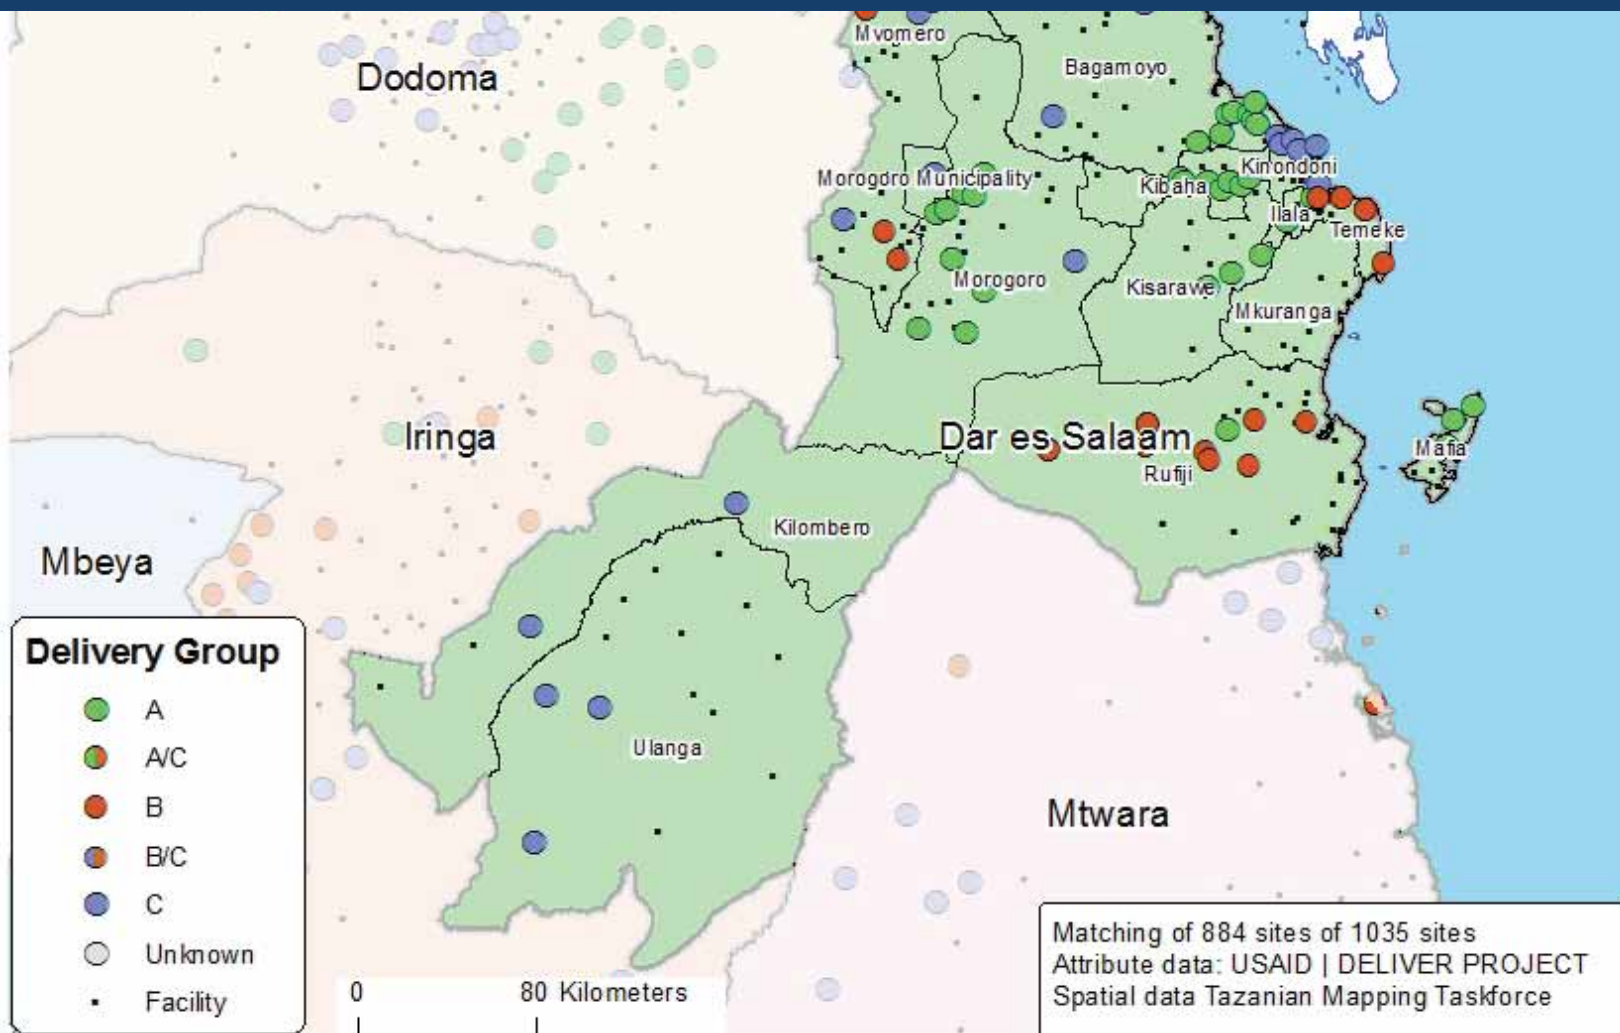 Mvomero
Bagamoyo
Dodoma
Kinondoni
Morogoro Municipality
Kibaha
Ilala
Temeke
Morogoro
Kisarawe
Mkuranga
Iringa
Dar es Salaam
Mafia
Rufiji
Kilombero
Mbeya
Delivery Group
A
A/C
B
B/C
C
Unknown
Facility
Ulanga
Mtwara
0 80 Kilometers
Matching of 884 sites of 1035 sites
Attribute data: USAID | DELIVER PROJECT
Spatial data Tazanian Mapping Taskforce